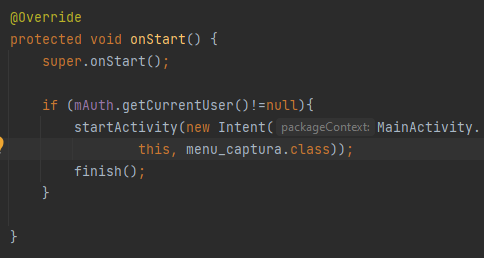 @Override
protected void onStart() {
super.onStart();
if (mAuth.getCurrentUser()!=null){
startActivity(new Intent( packageContext: MainActivity.
this, menu_captura.class));
finish();
}
}